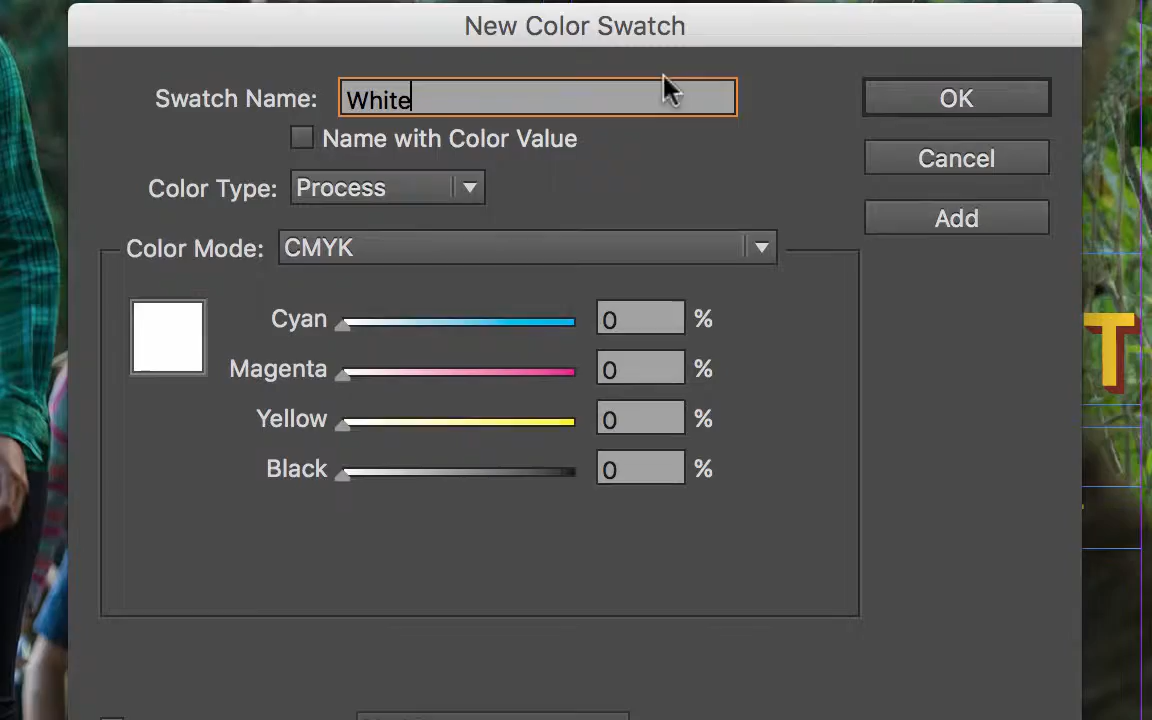 New Color Swatch
Swatch Name: White OK
Name with Color Value
Cancel
Color Type: Process
Add
Color Mode: CMYK
Cyan 0 %
Magenta 0 %
Yellow 0 %
Black 0 %
T